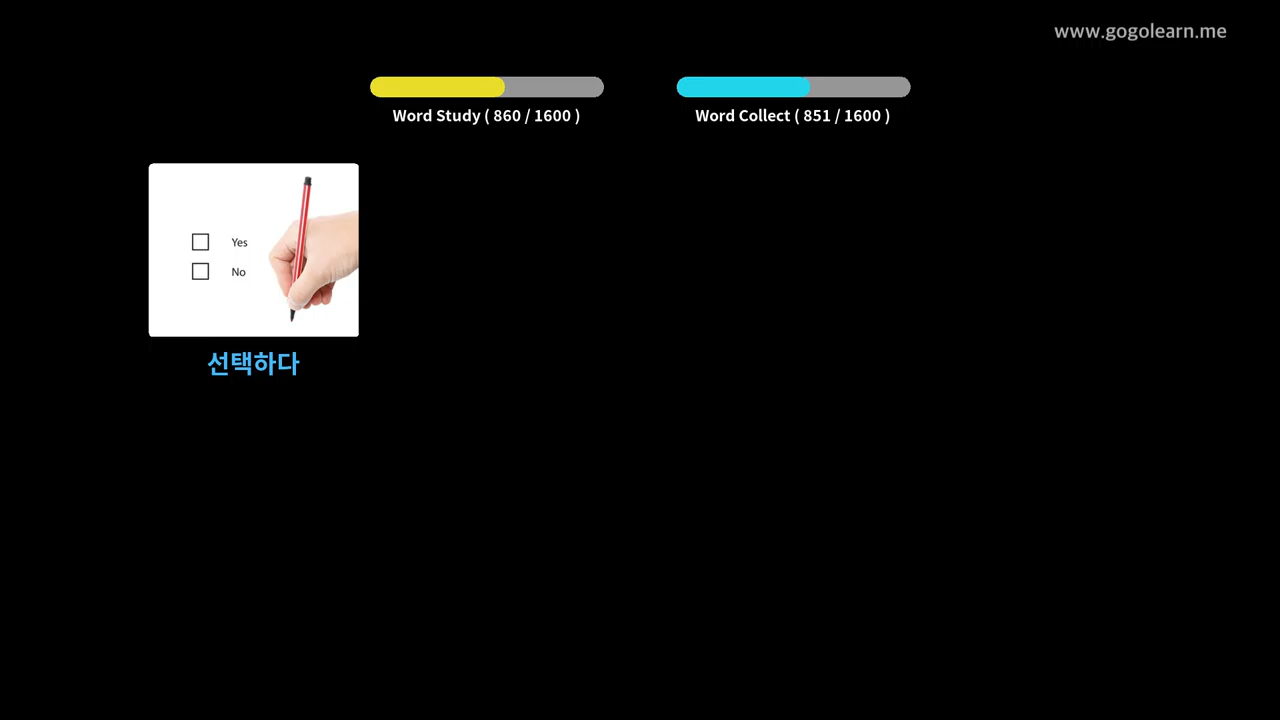 www.gogolearn.me
Word Study ( 860 / 1600 )
Word Collect ( 851 / 1600 )
Yes
No
선택하다